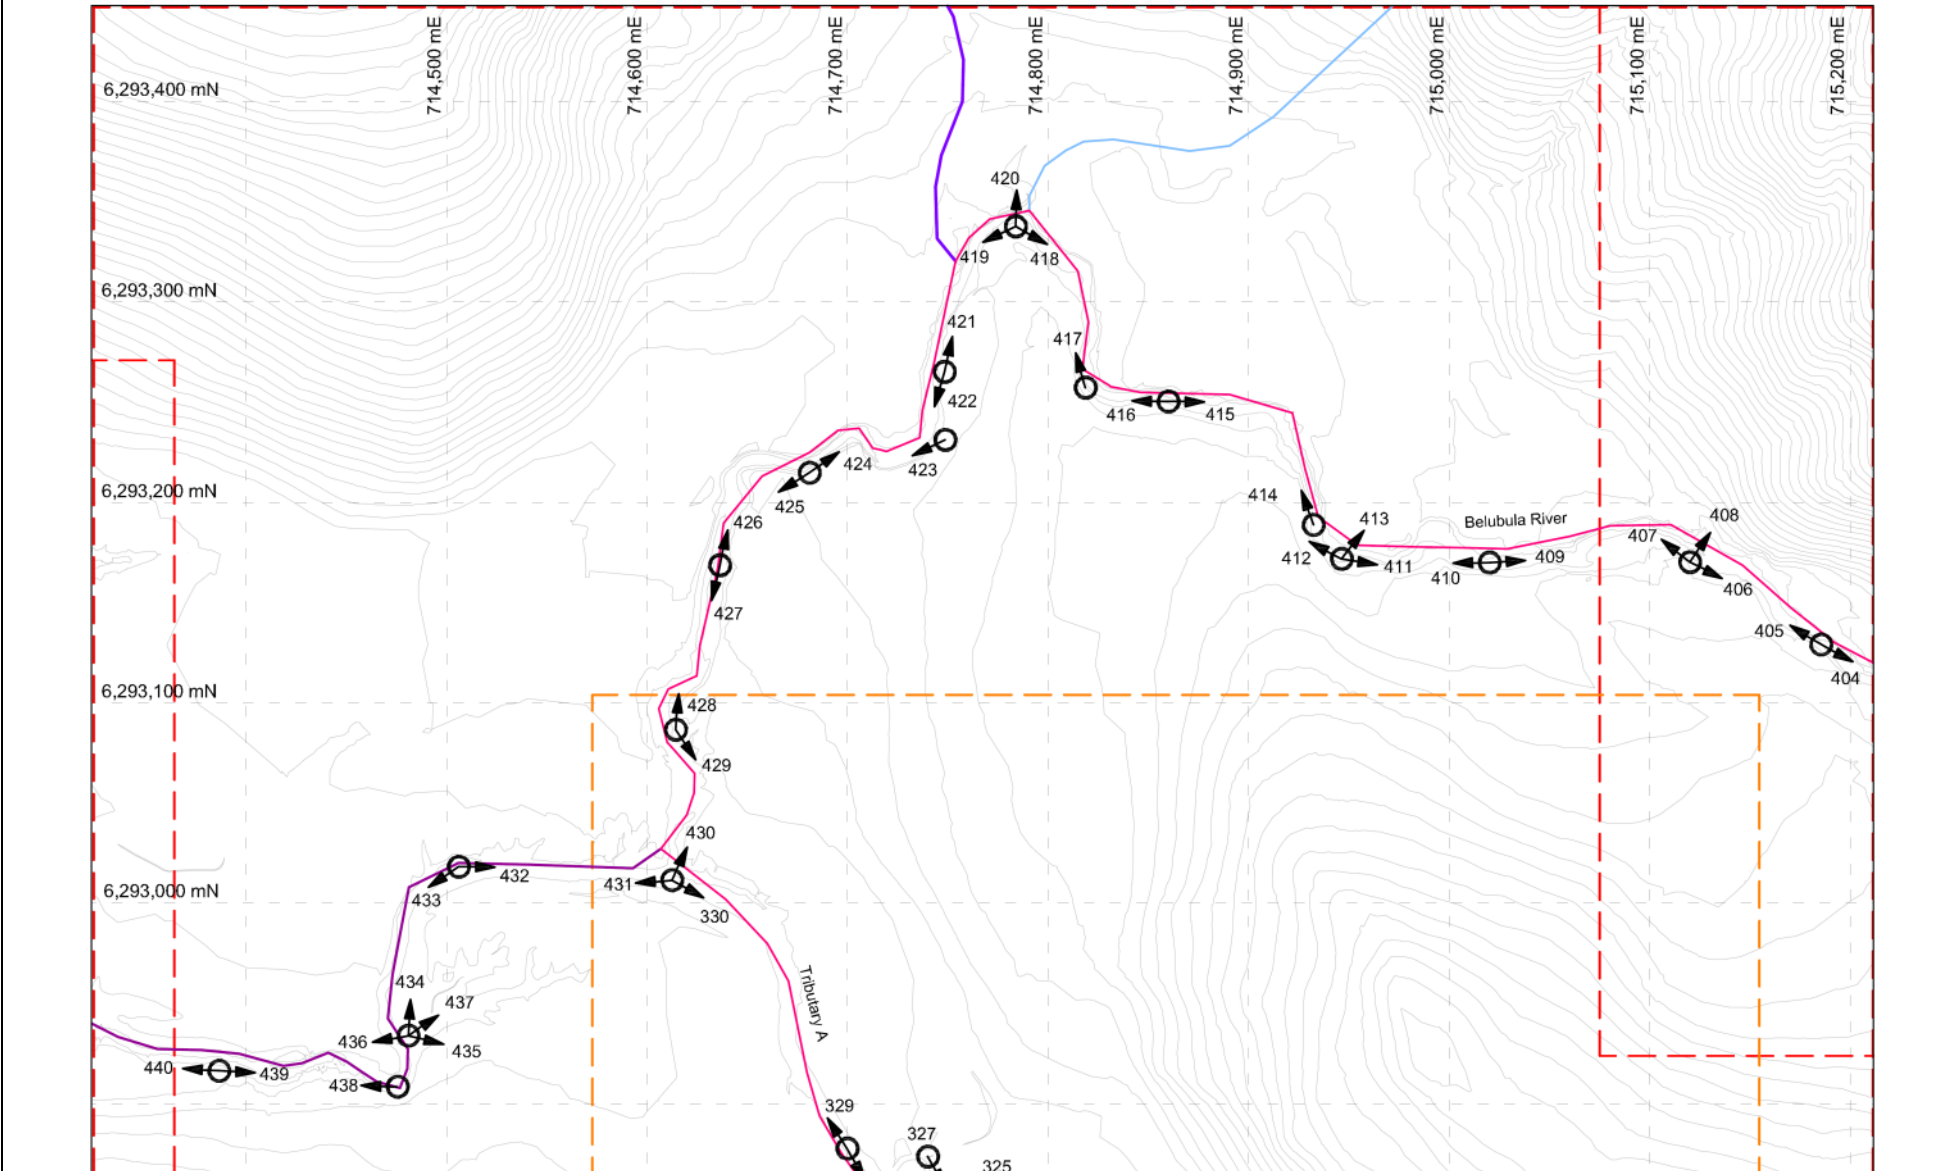 714,500 mE
714,600 mE
714,700 mE
714,800 mE
714,900 mE
715,000 mE
715,100 mE
715,200 mE
6,293,400 mN
420
419
418
6,293,300 mN
421
417
422
416
415
424
423
6,293,200 mN
425
414
426
413
Belubula River
408
407
412
411
410
409
406
427
405
404
6,293,100 mN
428
429
430
432
431
433
6,293,000 mN
330
Tributary A
434
437
436
435
440
439
438
329
327
325